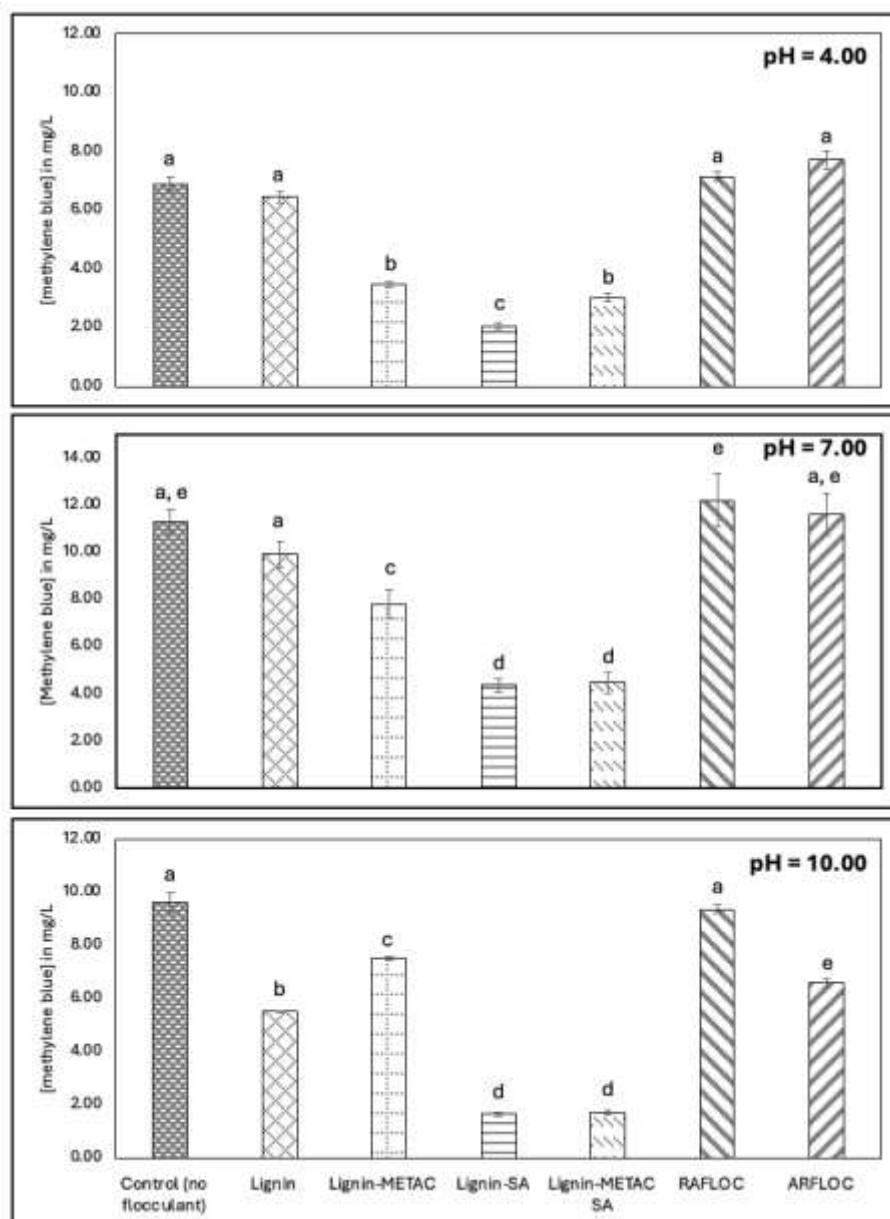 12.00
pH = 4.00
10.00
8.00
6.00
4.00
2.00
0.00
[methylene blue] in mg/L
a
a
b
c
b
a
a
pH = 7.00
14.00
12.00
10.00
8.00
6.00
4.00
2.00
0.00
[Methylene blue] in mg/L
a, e
a
c
d
d
e
a, e
12.00
pH = 10.00
10.00
8.00
6.00
4.00
2.00
0.00
[methylene blue] in mg/L
a
b
c
d
d
a
e
Control (no
flocculant)
Lignin
Lignin-METAC
Lignin-SA
Lignin-METAC
SA
RAFLOC
ARFLOC